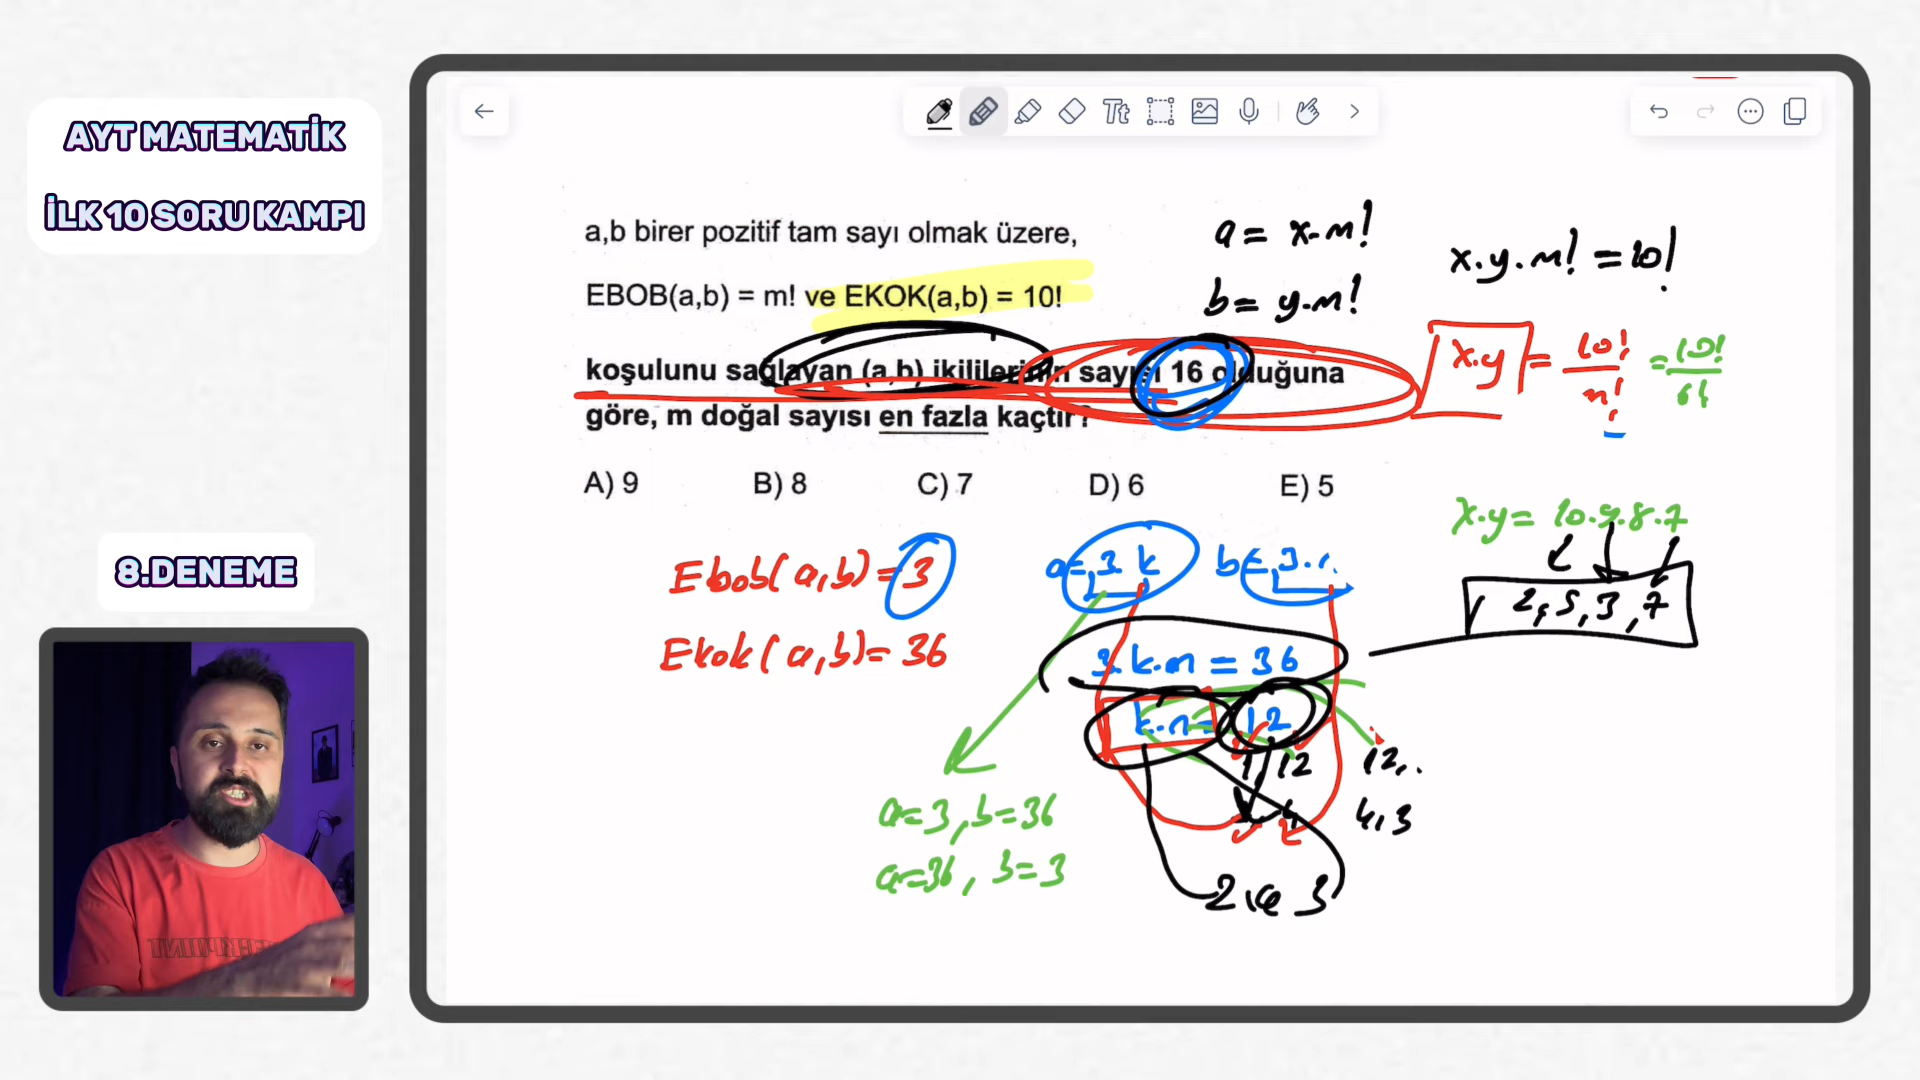 AYT MATEMATİK
İLK 10 SORU KAMPI
8.DENEME
Tt
a,b birer pozitif tam sayı olmak üzere,
EBOB(a,b) = m! ve EKOK(a,b) = 10!
koşulunu sağlayan (a,b) ikililerinin sayısı 16 olduğuna
göre, m doğal sayısı en fazla kaçtır?
A) 9 B) 8 C) 7 D) 6 E) 5
a = x.m!
b = y.m!
x.y.m! = 10!
x.y = 10!/m! = 10!/6!
x.y = 10.9.8.7
2,5,3,7
Ebob(a,b)=3
Ekok(a,b)=36
a=3.k
3.k.n = 36
k.n = 12
1 12
12,
4,3
a=3, b=36
a=36, b=3